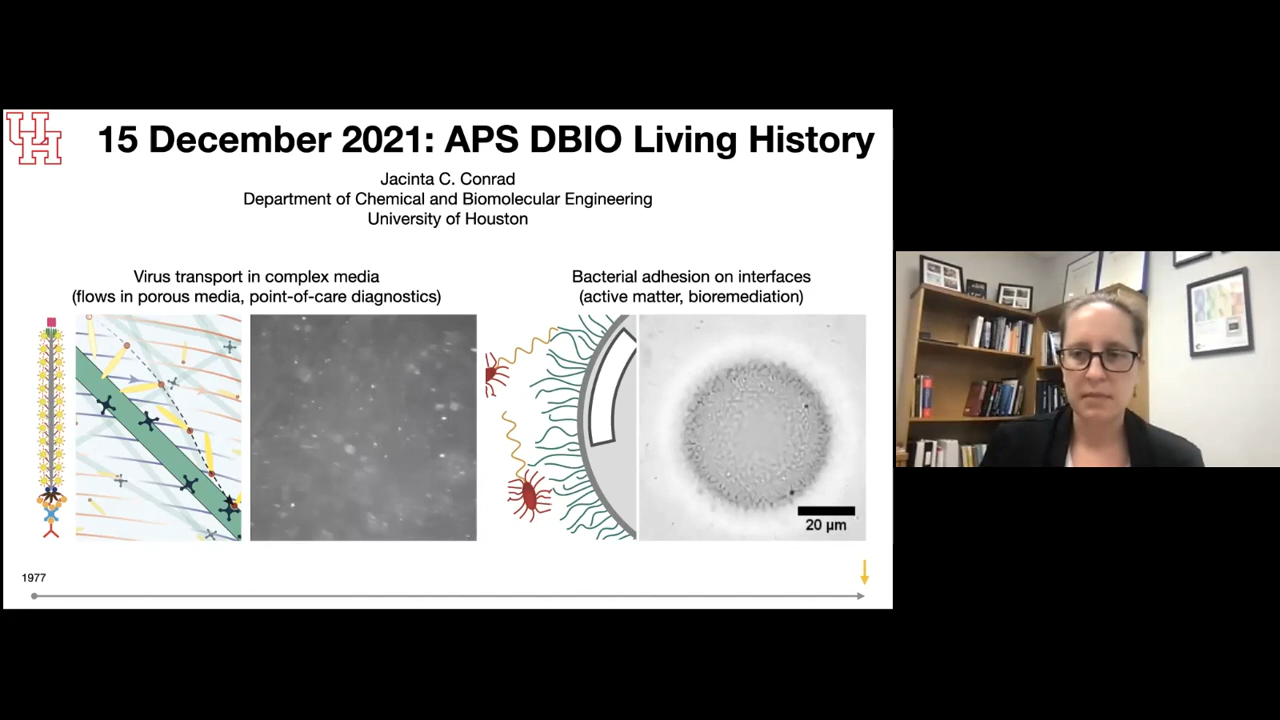 UH
15 December 2021: APS DBIO Living History
Jacinta C. Conrad
Department of Chemical and Biomolecular Engineering
University of Houston
Virus transport in complex media
(flows in porous media, point-of-care diagnostics)
Bacterial adhesion on interfaces
(active matter, bioremediation)
20 μm
1977